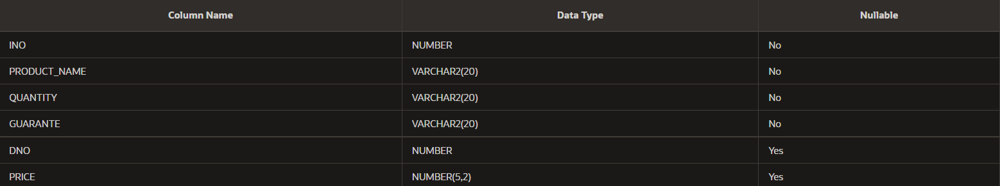 Column Name Data Type Nullable
INO NUMBER No
PRODUCT_NAME VARCHAR2(20) No
QUANTITY VARCHAR2(20) No
GUARANTE VARCHAR2(20) No
DNO NUMBER Yes
PRICE NUMBER(5,2) Yes